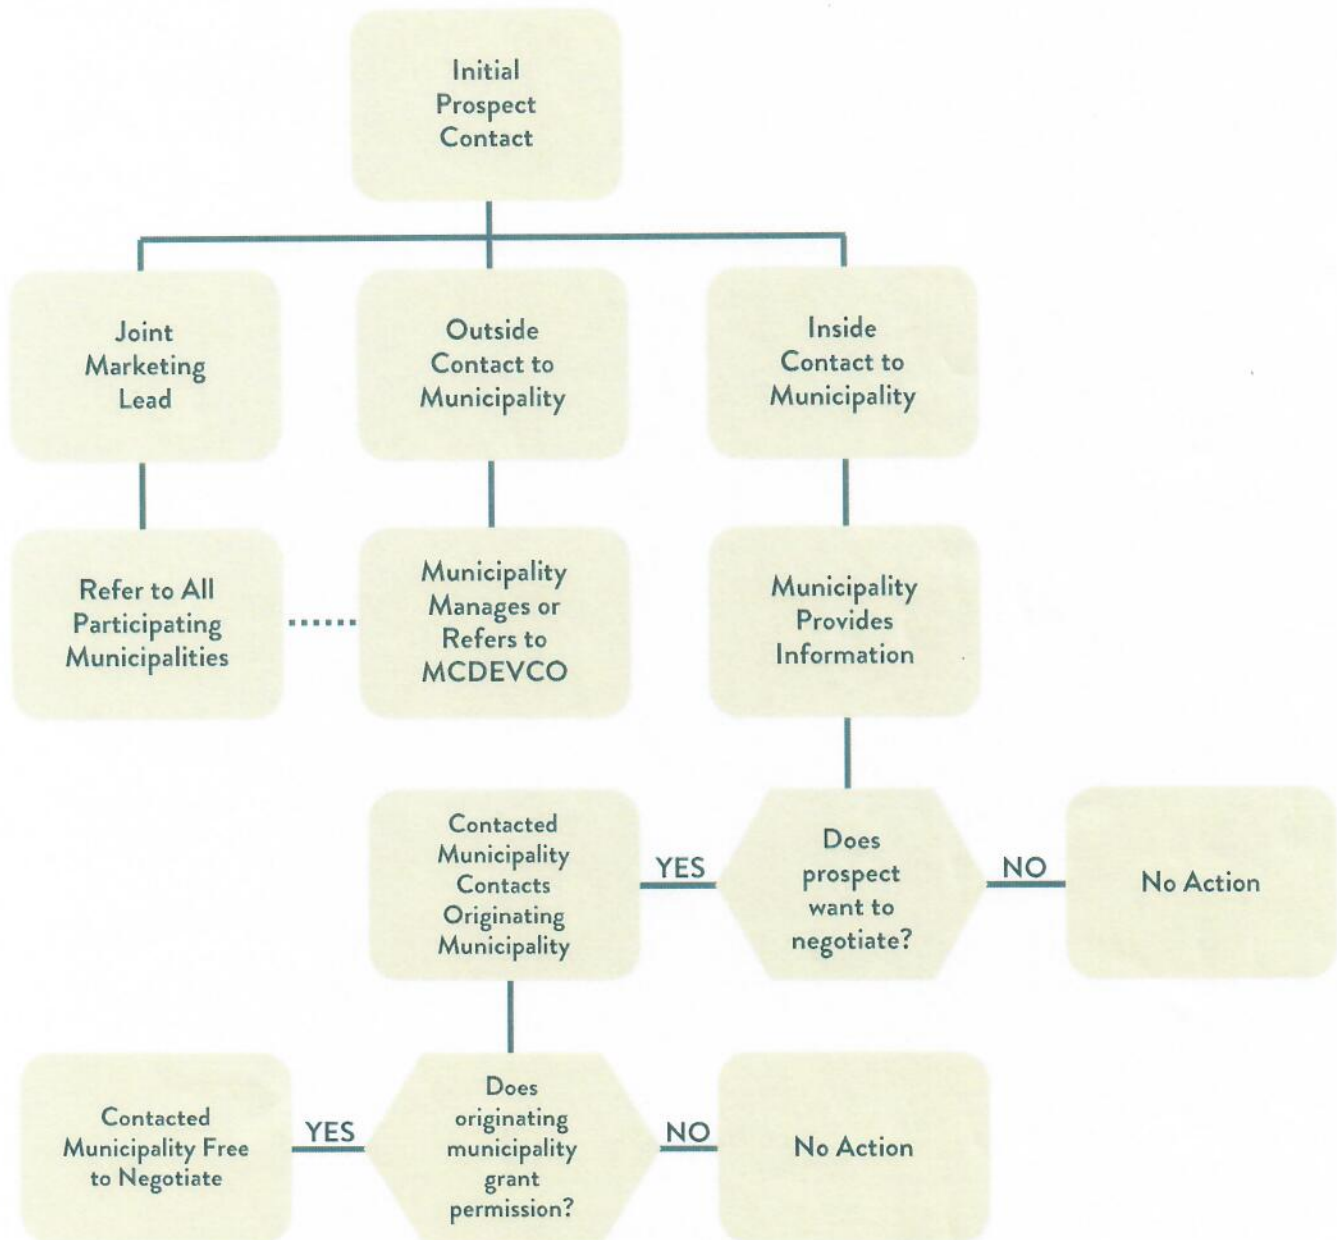 Initial
Prospect
Contact
Joint
Marketing
Lead
Outside
Contact to
Municipality
Inside
Contact to
Municipality
Refer to All
Participating
Municipalities
Municipality
Manages or
Refers to
MCDEVCO
Municipality
Provides
Information
Contacted
Municipality
Contacts
Originating
Municipality
YES
Does
prospect
want to
negotiate?
NO
No Action
Contacted
Municipality Free
to Negotiate
YES
Does
originating
municipality
grant
permission?
NO
No Action